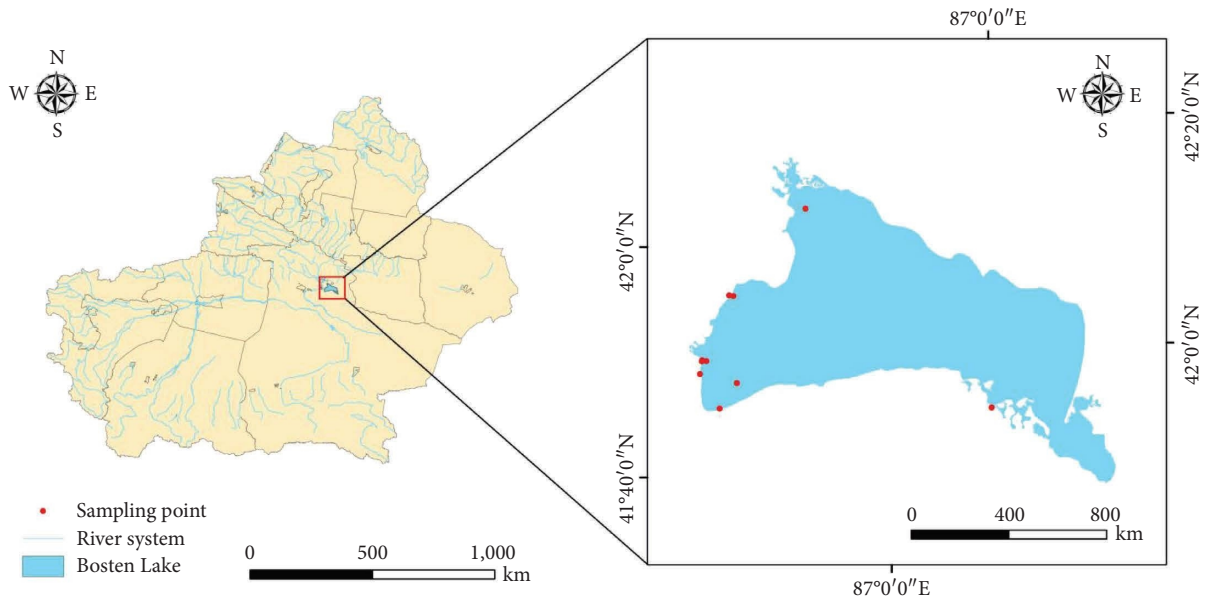 N
W E
S
Sampling point
River system
Bosten Lake
0 500 1,000
km
87°0′0″E
N
W E
S
42°20′0″N
42°0′0″N
42°0′0″N
41°40′0″N
0 400 800
km
87°0′0″E